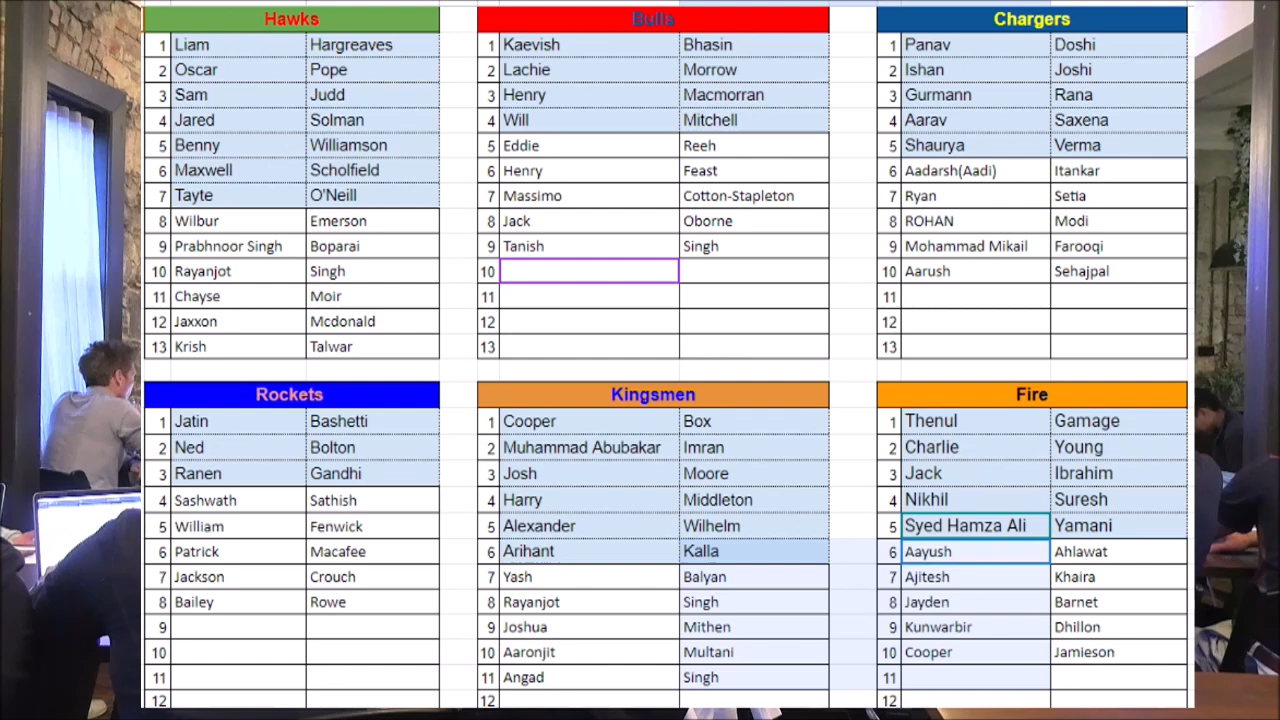 Hawks
1 Liam Hargreaves
2 Oscar Pope
3 Sam Judd
4 Jared Solman
5 Benny Williamson
6 Maxwell Scholfield
7 Tayte O'Neill
8 Wilbur Emerson
9 Prabhnoor Singh Boparai
10 Rayanjot Singh
11 Chayse Moir
12 Jaxxon Mcdonald
13 Krish Talwar
Bulls
1 Kaevish Bhasin
2 Lachie Morrow
3 Henry Macmorran
4 Will Mitchell
5 Eddie Reeh
6 Henry Feast
7 Massimo Cotton-Stapleton
8 Jack Oborne
9 Tanish Singh
10
11
12
13
Chargers
1 Panav Doshi
2 Ishan Joshi
3 Gurmann Rana
4 Aarav Saxena
5 Shaurya Verma
6 Aadarsh(Aadi) Itankar
7 Ryan Setia
8 ROHAN Modi
9 Mohammad Mikail Farooqi
10 Aarush Sehajpal
11
12
13
Rockets
1 Jatin Bashetti
2 Ned Bolton
3 Ranen Gandhi
4 Sashwath Sathish
5 William Fenwick
6 Patrick Macafee
7 Jackson Crouch
8 Bailey Rowe
9
10
11
12
Kingsmen
1 Cooper Box
2 Muhammad Abubakar Imran
3 Josh Moore
4 Harry Middleton
5 Alexander Wilhelm
6 Arihant Kalla
7 Yash Balyan
8 Rayanjot Singh
9 Joshua Mithen
10 Aaronjit Multani
11 Angad Singh
12
Fire
1 Thenul Gamage
2 Charlie Young
3 Jack Ibrahim
4 Nikhil Suresh
5 Syed Hamza Ali Yamani
6 Aayush Ahlawat
7 Ajitesh Khaira
8 Jayden Barnet
9 Kunwarbir Dhillon
10 Cooper Jamieson
11
12